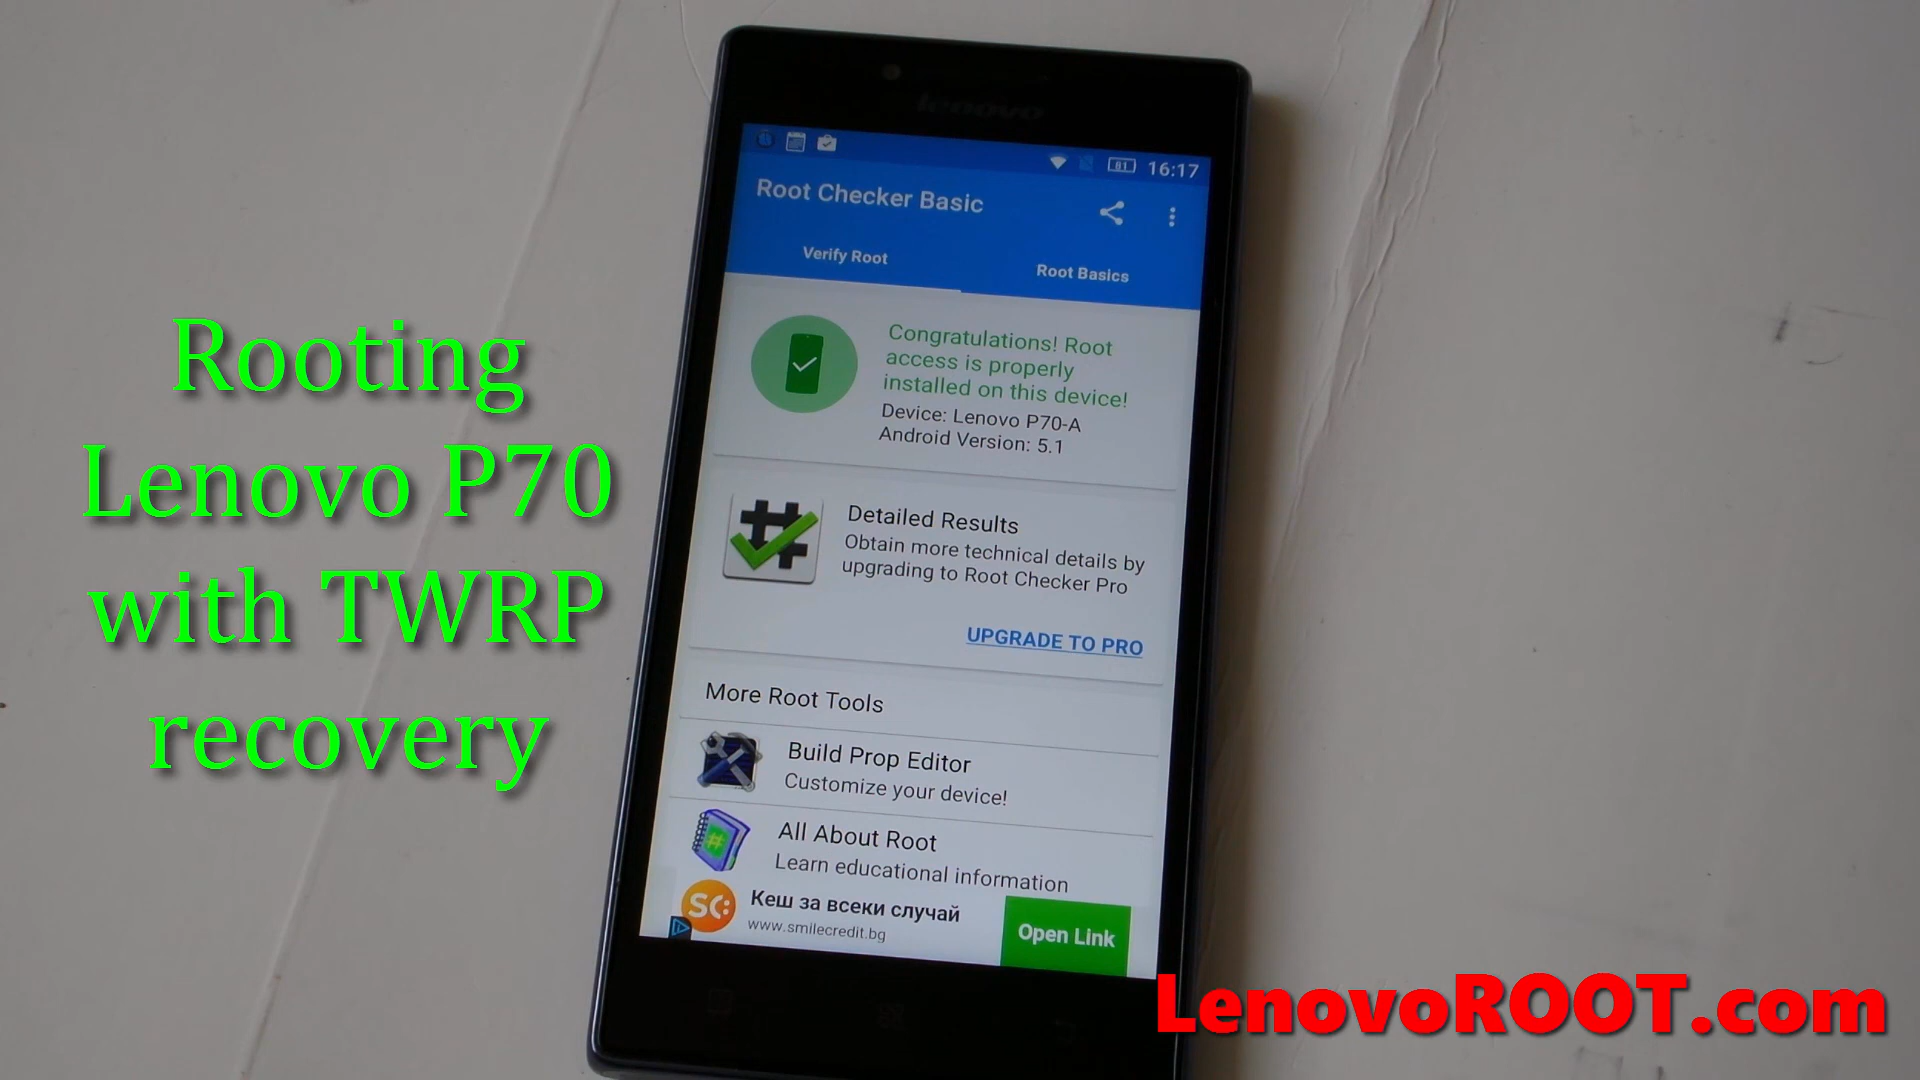 Rooting
Lenovo P70
with TWRP
recovery
lenovo
81 16:17
Root Checker Basic
Verify Root
Root Basics
Congratulations! Root
access is properly
installed on this device!
Device: Lenovo P70-A
Android Version: 5.1
Detailed Results
Obtain more technical details by
upgrading to Root Checker Pro
UPGRADE TO PRO
More Root Tools
Build Prop Editor
Customize your device!
All About Root
Learn educational information
SC:
Кеш за всеки случай
www.smilecredit.bg
Open Link
LenovoROOT.com